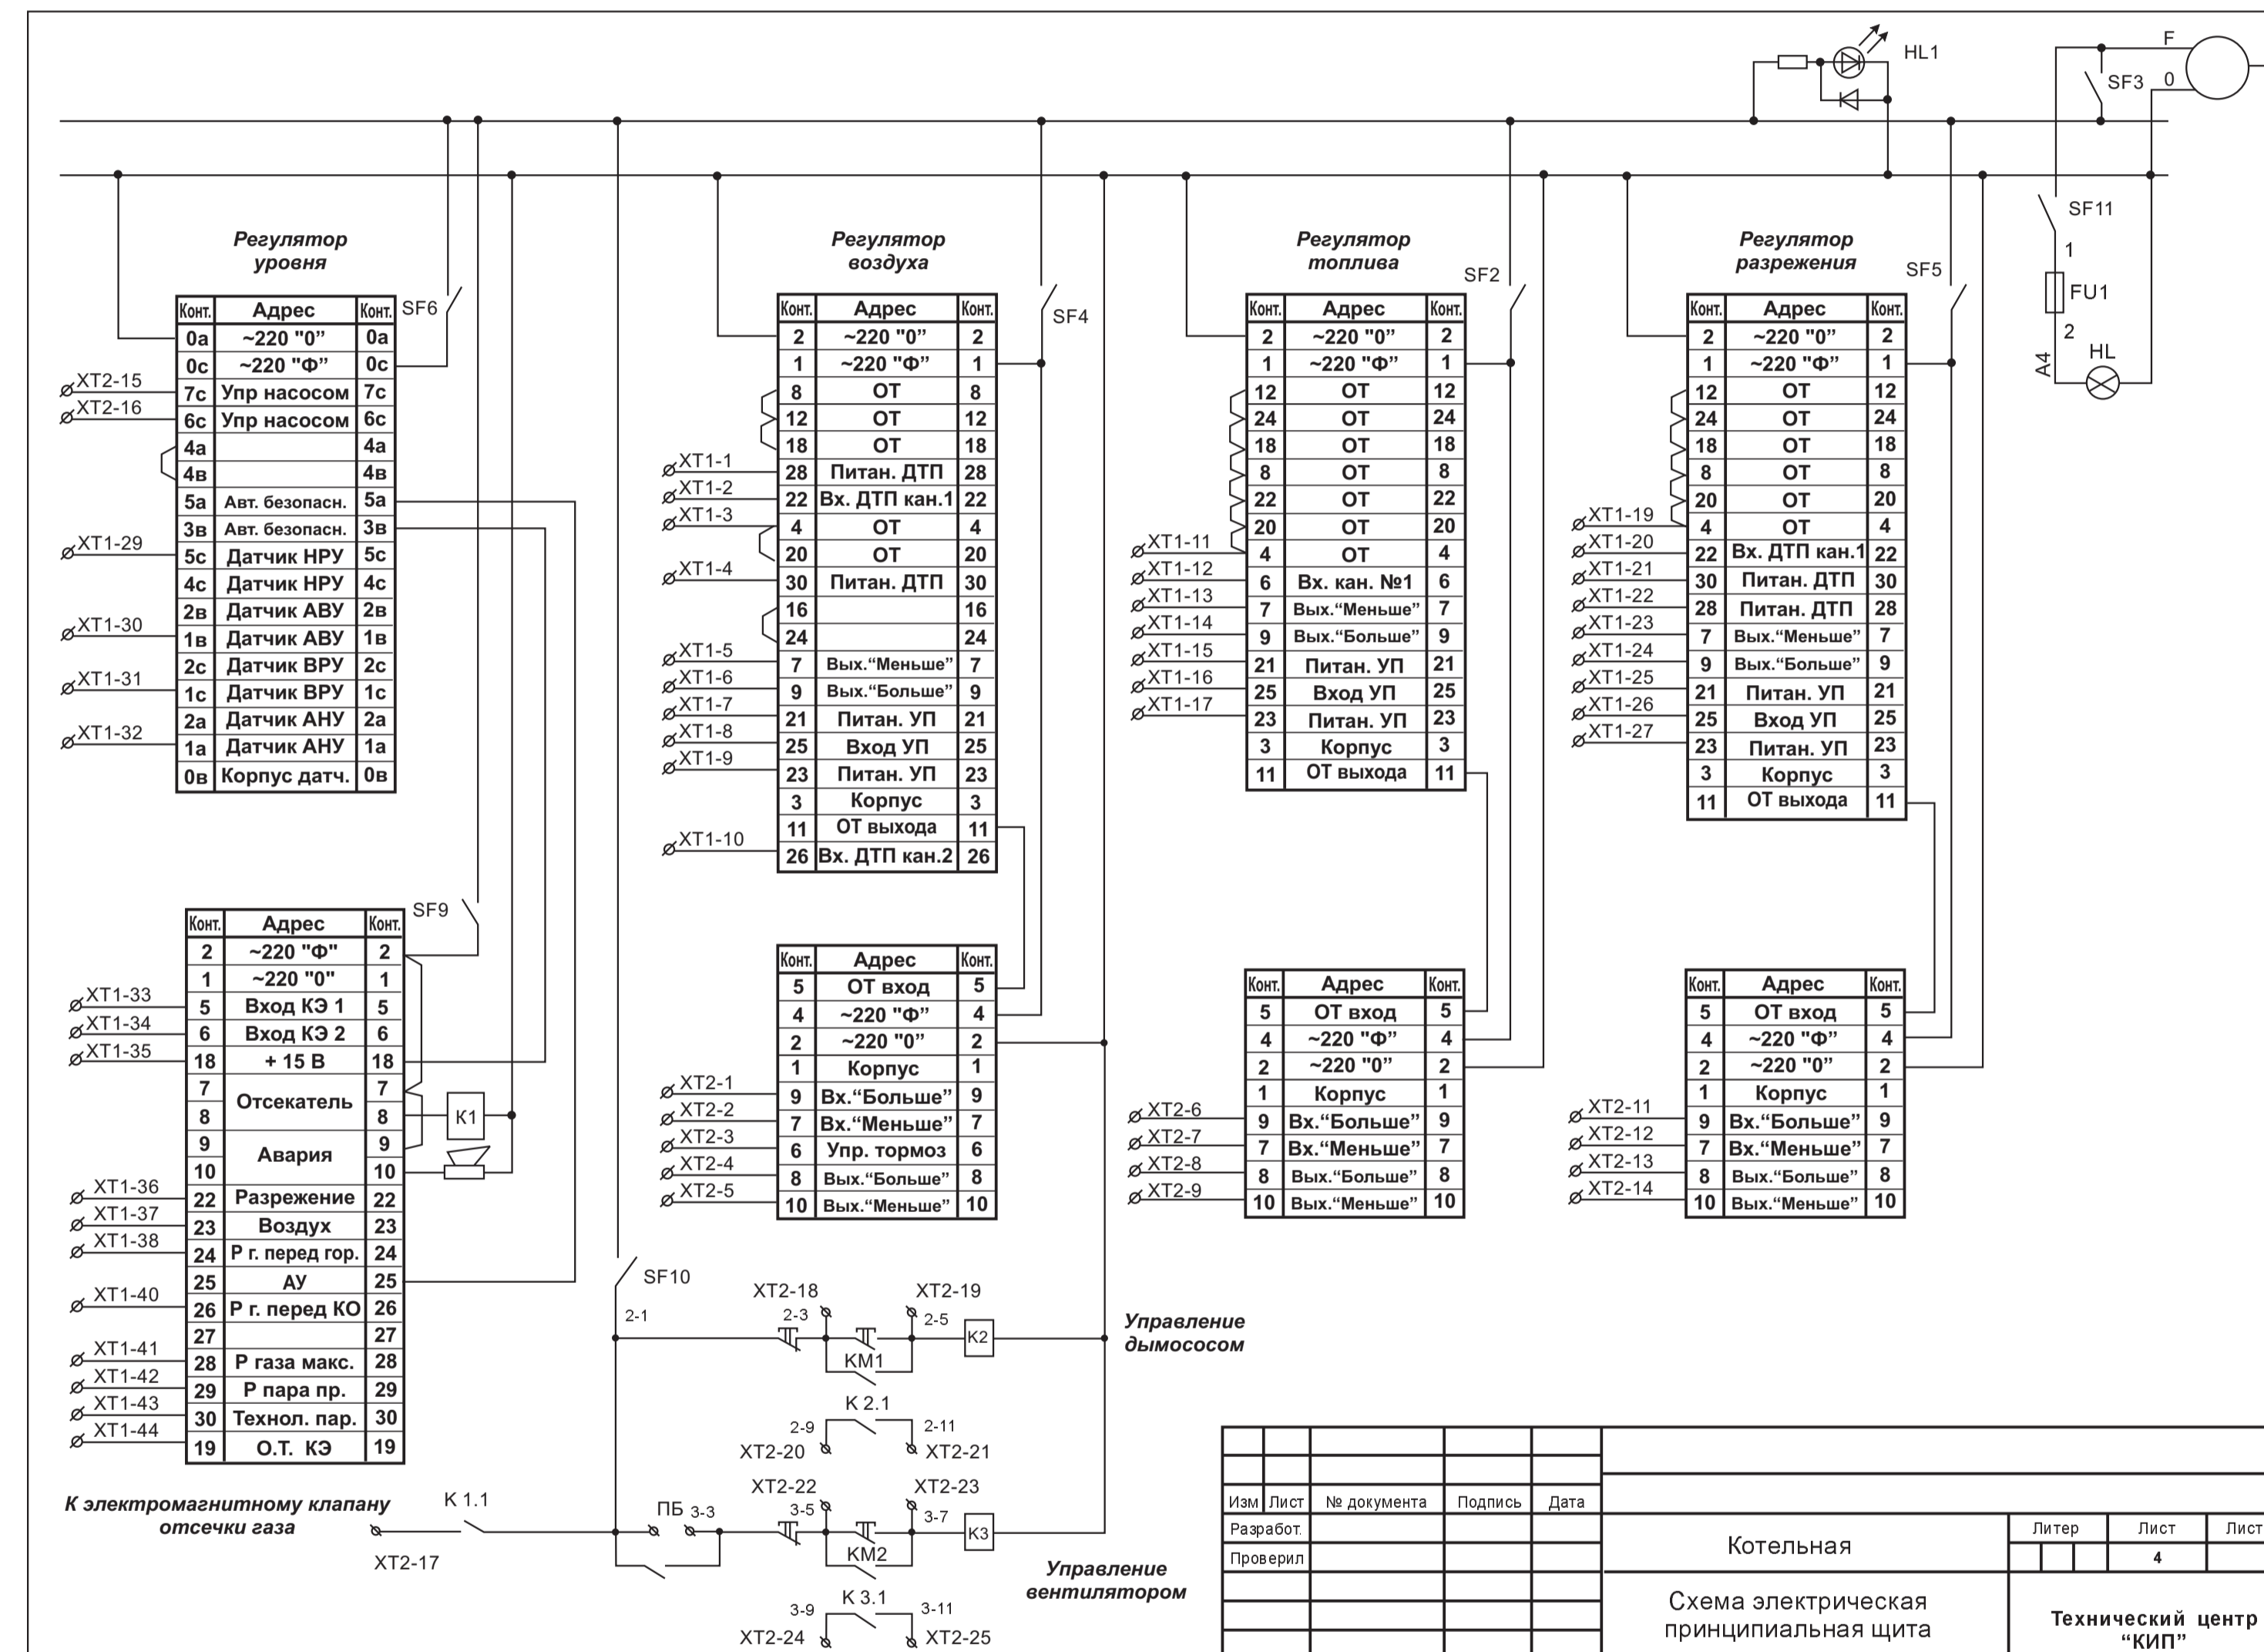 HL1
F
SF3
0
SF11
1
FU1
2
A4
HL
Регулятор
уровня
SF6
Конт. Адрес Конт.
0а ~220 "0” 0а
0с ~220 "Ф” 0с
XT2-15 7с Упр насосом 7с
XT2-16 6с Упр насосом 6с
4а 4а
4в 4в
5а Авт. безопасн. 5а
3в Авт. безопасн. 3в
XT1-29 5с Датчик НРУ 5с
4с Датчик НРУ 4с
2в Датчик АВУ 2в
XT1-30 1в Датчик АВУ 1в
2с Датчик ВРУ 2с
XT1-31 1с Датчик ВРУ 1с
2а Датчик АНУ 2а
XT1-32 1а Датчик АНУ 1а
0в Корпус датч. 0в
SF9
Конт. Адрес Конт.
2 ~220 "Ф" 2
1 ~220 "0" 1
XT1-33 5 Вход КЭ 1 5
XT1-34 6 Вход КЭ 2 6
XT1-35 18 + 15 В 18
7 Отсекатель 7
8 8
K1
9 Авария 9
10 10
XT1-36 22 Разрежение 22
XT1-37 23 Воздух 23
XT1-38 24 Р г. перед гор. 24
25 АУ 25
XT1-40 26 Р г. перед КО 26
27 27
XT1-41 28 Р газа макс. 28
XT1-42 29 Р пара пр. 29
XT1-43 30 Технол. пар. 30
XT1-44 19 О.Т. КЭ 19
Регулятор
воздуха
SF4
Конт. Адрес Конт.
2 ~220 "0” 2
1 ~220 "Ф” 1
8 ОТ 8
12 ОТ 12
18 ОТ 18
XT1-1 28 Питан. ДТП 28
XT1-2 22 Вх. ДТП кан.1 22
XT1-3 4 ОТ 4
20 ОТ 20
XT1-4 30 Питан. ДТП 30
16 16
24 24
XT1-5 7 Вых.“Меньше” 7
XT1-6 9 Вых.“Больше” 9
XT1-7 21 Питан. УП 21
XT1-8 25 Вход УП 25
XT1-9 23 Питан. УП 23
3 Корпус 3
11 ОТ выхода 11
XT1-10 26 Вх. ДТП кан.2 26
Конт. Адрес Конт.
5 ОТ вход 5
4 ~220 "Ф” 4
2 ~220 "0” 2
1 Корпус 1
XT2-1 9 Вх.“Больше” 9
XT2-2 7 Вх.“Меньше” 7
XT2-3 6 Упр. тормоз 6
XT2-4 8 Вых.“Больше” 8
XT2-5 10 Вых.“Меньше” 10
Регулятор
топлива
SF2
Конт. Адрес Конт.
2 ~220 "0” 2
1 ~220 "Ф” 1
12 ОТ 12
24 ОТ 24
18 ОТ 18
8 ОТ 8
22 ОТ 22
20 ОТ 20
XT1-11 4 ОТ 4
XT1-12 6 Вх. кан. №1 6
XT1-13 7 Вых.“Меньше” 7
XT1-14 9 Вых.“Больше” 9
XT1-15 21 Питан. УП 21
XT1-16 25 Вход УП 25
XT1-17 23 Питан. УП 23
3 Корпус 3
11 ОТ выхода 11
Конт. Адрес Конт.
5 ОТ вход 5
4 ~220 "Ф” 4
2 ~220 "0” 2
1 Корпус 1
XT2-6 9 Вх.“Больше” 9
XT2-7 7 Вх.“Меньше” 7
XT2-8 8 Вых.“Больше” 8
XT2-9 10 Вых.“Меньше” 10
Регулятор
разрежения
SF5
Конт. Адрес Конт.
2 ~220 "0” 2
1 ~220 "Ф” 1
12 ОТ 12
24 ОТ 24
18 ОТ 18
8 ОТ 8
20 ОТ 20
XT1-19 4 ОТ 4
XT1-20 22 Вх. ДТП кан.1 22
XT1-21 30 Питан. ДТП 30
XT1-22 28 Питан. ДТП 28
XT1-23 7 Вых.“Меньше” 7
XT1-24 9 Вых.“Больше” 9
XT1-25 21 Питан. УП 21
XT1-26 25 Вход УП 25
XT1-27 23 Питан. УП 23
3 Корпус 3
11 ОТ выхода 11
Конт. Адрес Конт.
5 ОТ вход 5
4 ~220 "Ф” 4
2 ~220 "0” 2
1 Корпус 1
XT2-11 9 Вх.“Больше” 9
XT2-12 7 Вх.“Меньше” 7
XT2-13 8 Вых.“Больше” 8
XT2-14 10 Вых.“Меньше” 10
SF10
2-1
XT2-18 XT2-19
2-3 2-5
K2
KM1
Управление
дымососом
K 2.1
2-9 2-11
XT2-20 XT2-21
К электромагнитному клапану
отсечки газа
K 1.1
XT2-17
ПБ 3-3
XT2-22 XT2-23
3-5 3-7
K3
KM2
Управление
вентилятором
K 3.1
3-9 3-11
XT2-24 XT2-25
Изм Лист № документа Подпись Дата
Разработ.
Проверил
Котельная
Литер Лист Лист
4
Схема электрическая
принципиальная щита
Технический центр
“КИП”